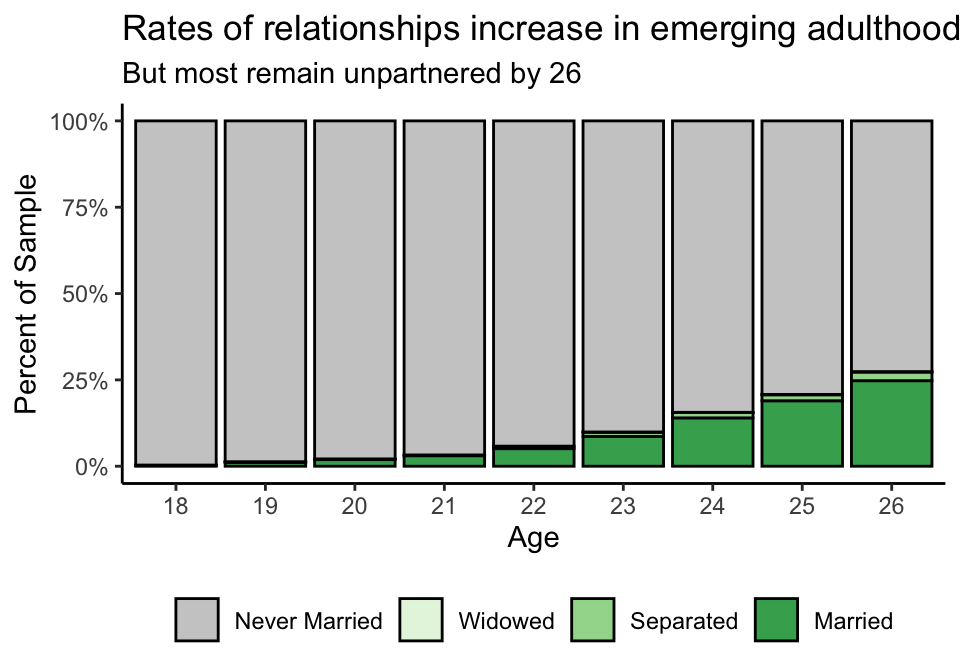 Rates of relationships increase in emerging adulthood
But most remain unpartnered by 26
Percent of Sample
100%
75%
50%
25%
0%
18 19 20 21 22 23 24 25 26
Age
Never Married Widowed Separated Married